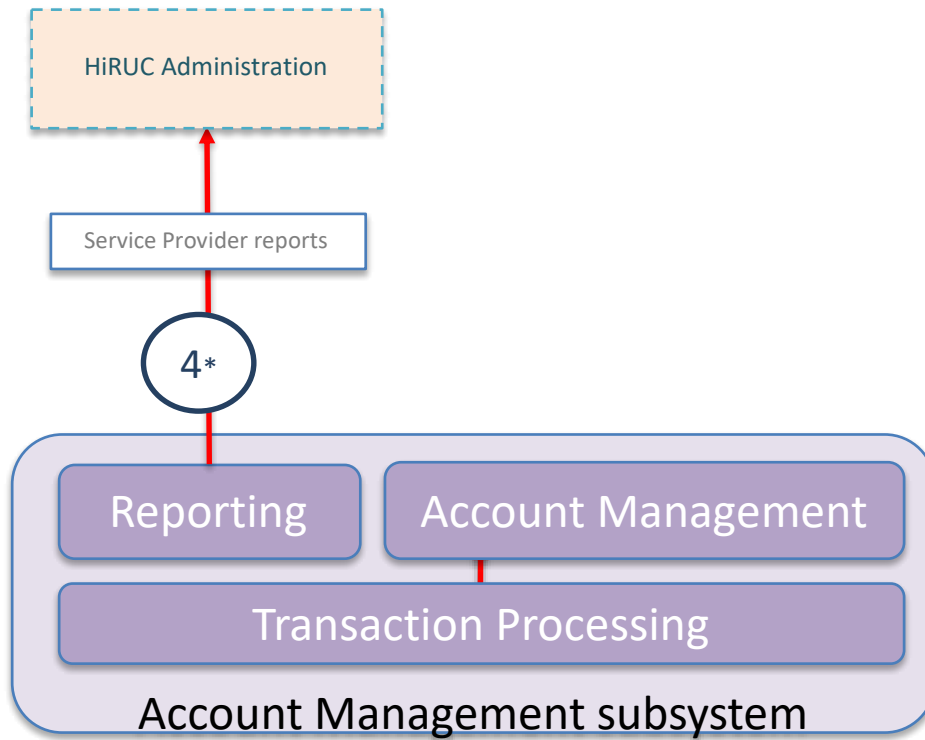 HiRUC Administration
Service Provider reports
4*
Reporting
Account Management
Transaction Processing
Account Management subsystem